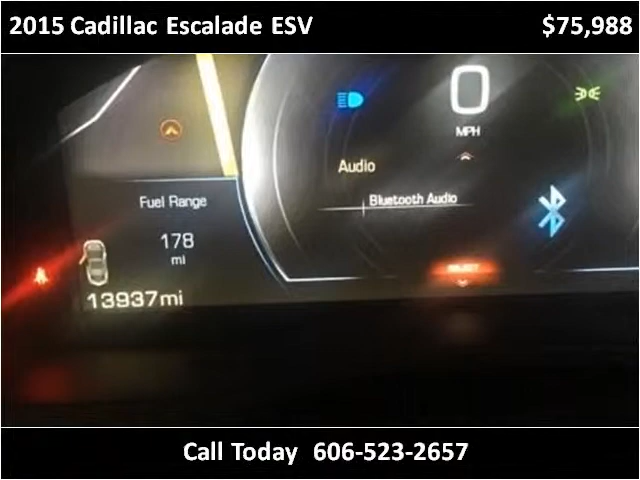 2015 Cadillac Escalade ESV $75,988
0
MPH
Audio
Bluetooth Audio
Fuel Range
178
mi
13937mi
Call Today 606-523-2657